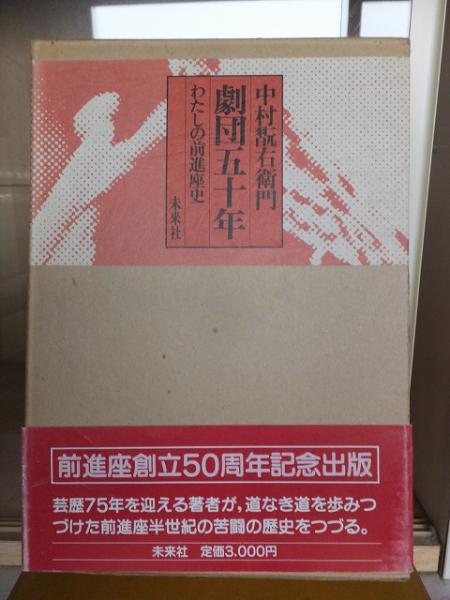 中村翫右衛門
劇団五十年
わたしの前進座史
未来社
前進座創立50周年記念出版
芸歴75年を迎える著者が，道なき道を歩みつ
づけた前進座半世紀の苦闘の歴史をつづる。
未来社 定価3,000円